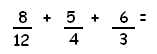 8/12 + 5/4 + 6/3 =